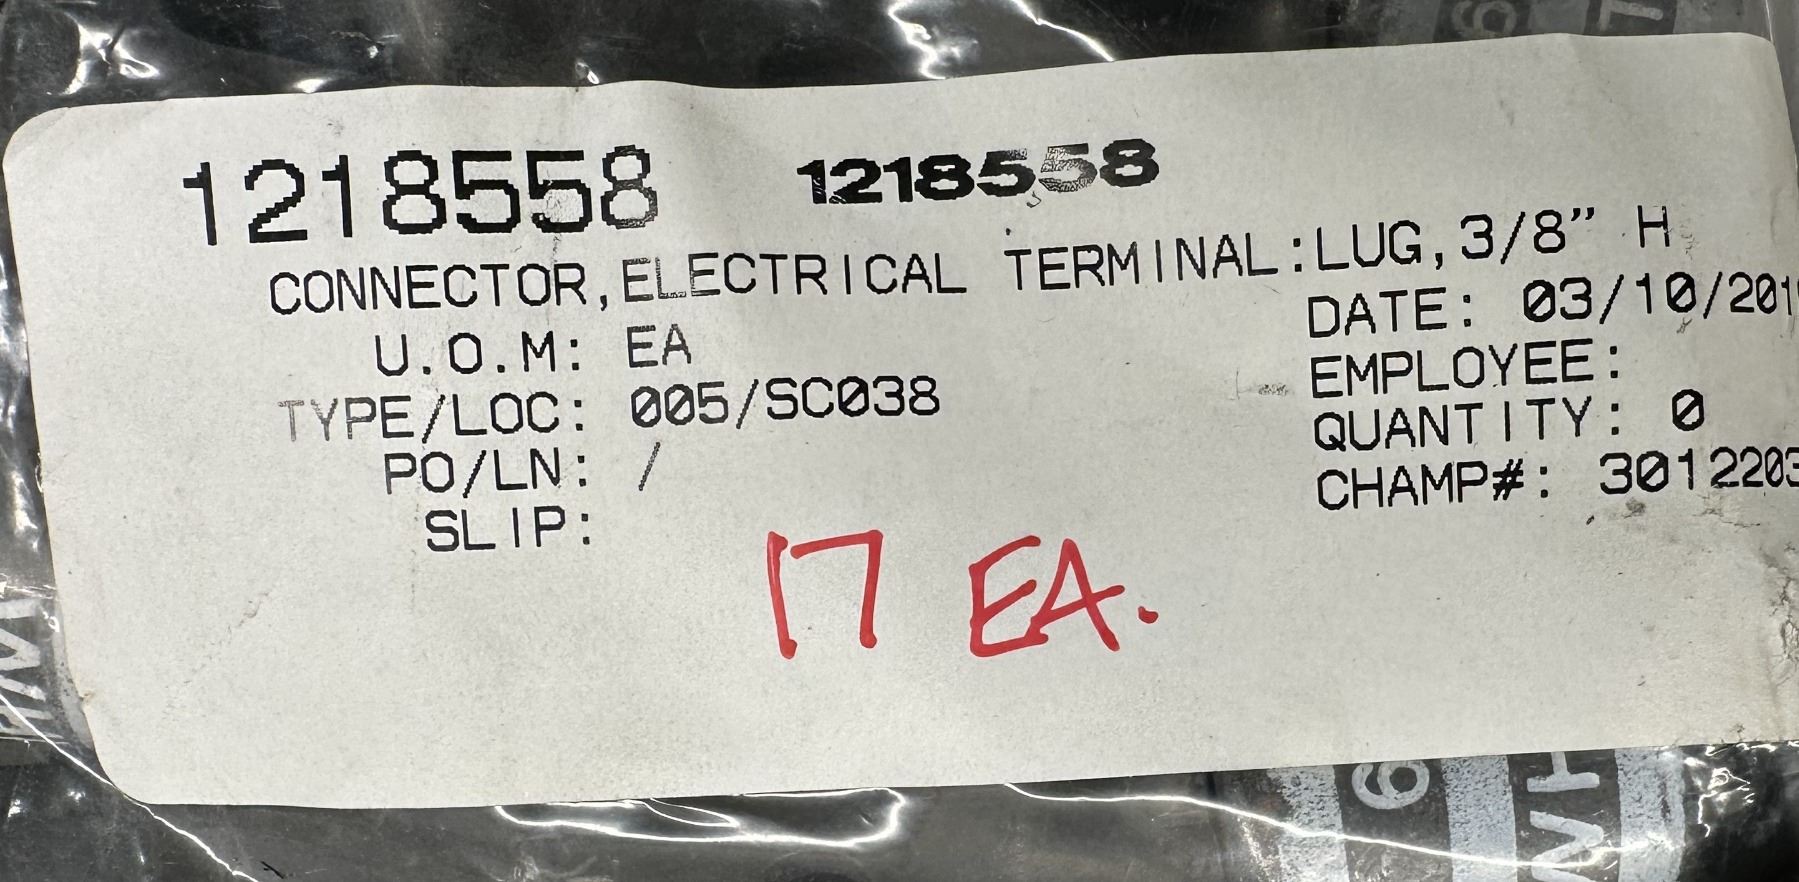 1218558 1218558
CONNECTOR,ELECTRICAL TERMINAL:LUG,3/8" H
U.O.M: EA
TYPE/LOC: 005/SC038
PO/LN: /
SLIP:
DATE: 03/10/201
EMPLOYEE:
QUANTITY: 0
CHAMP#: 3012203
17 EA.